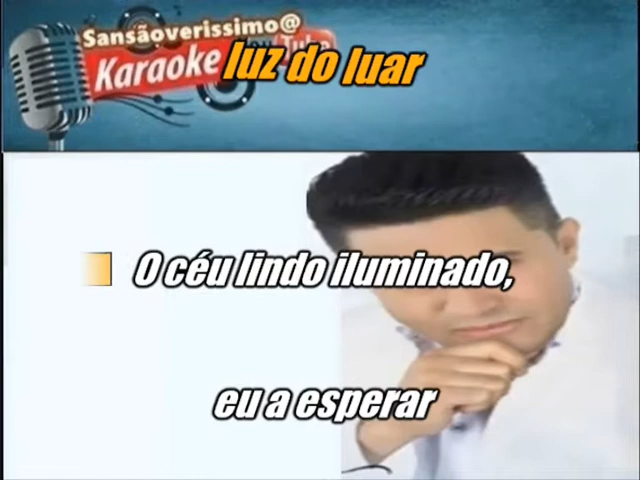 Sansãoverissimo@
Karaoke
luz do luar
O céu lindo iluminado,
eu a esperar